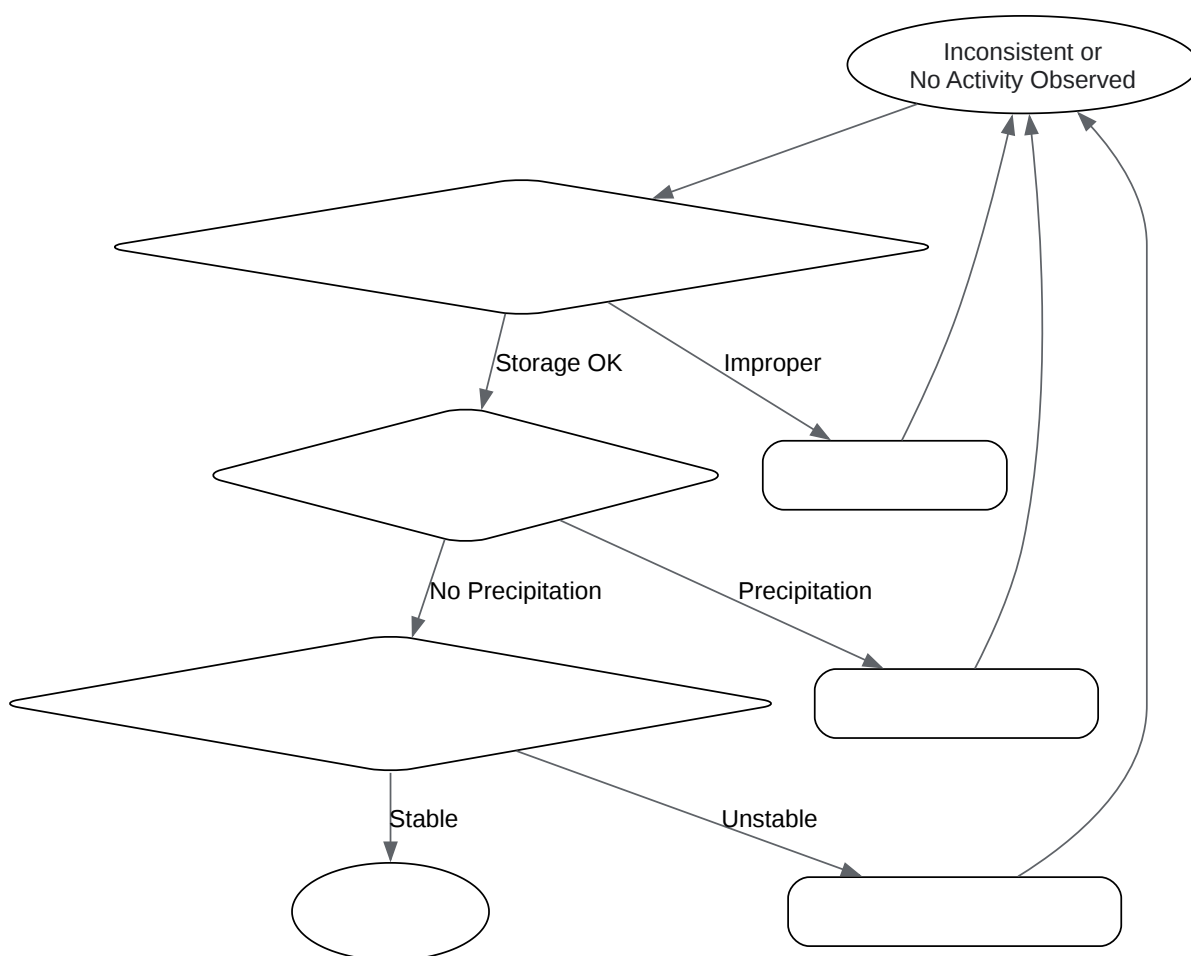 Inconsistent or
No Activity Observed
Storage OK
Improper
No Precipitation
Precipitation
Stable
Unstable